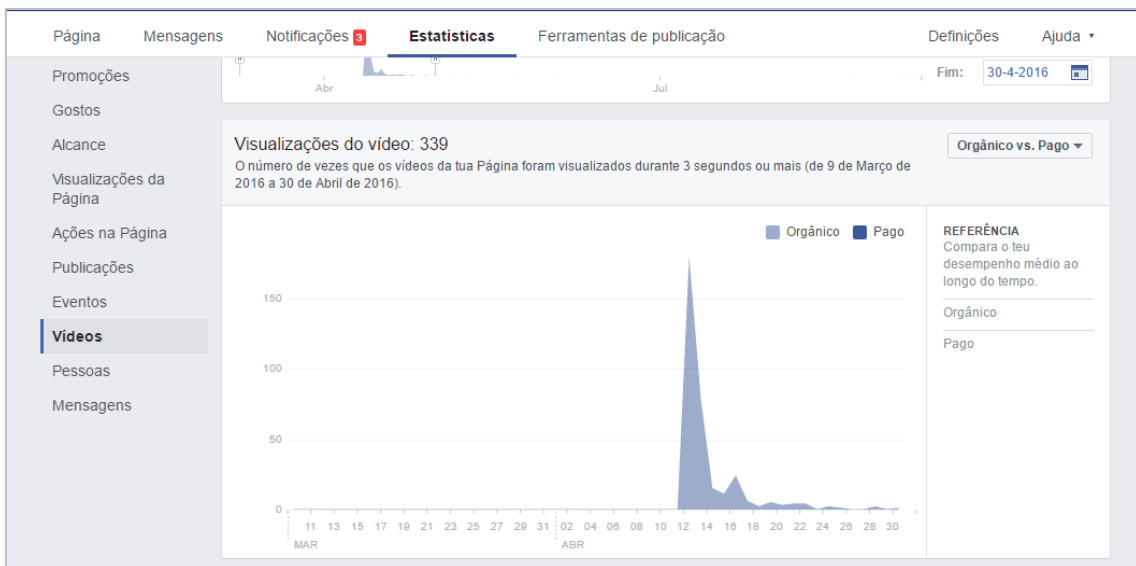 Página Mensagens Notificações 3 Estatísticas Ferramentas de publicação Definições Ajuda
Promoções
Gostos
Alcance
Visualizações da
Página
Ações na Página
Publicações
Eventos
Vídeos
Pessoas
Mensagens
Abr Jul
Fim: 30-4-2016
Visualizações do vídeo: 339
O número de vezes que os vídeos da tua Página foram visualizados durante 3 segundos ou mais (de 9 de Março de
2016 a 30 de Abril de 2016).
Orgânico vs. Pago
Orgânico Pago
150
100
50
0
11 13 15 17 19 21 23 25 27 29 31 02 04 06 08 10 12 14 16 18 20 22 24 26 28 30
MAR ABR
REFERÊNCIA
Compara o teu
desempenho médio ao
longo do tempo.
Orgânico
Pago